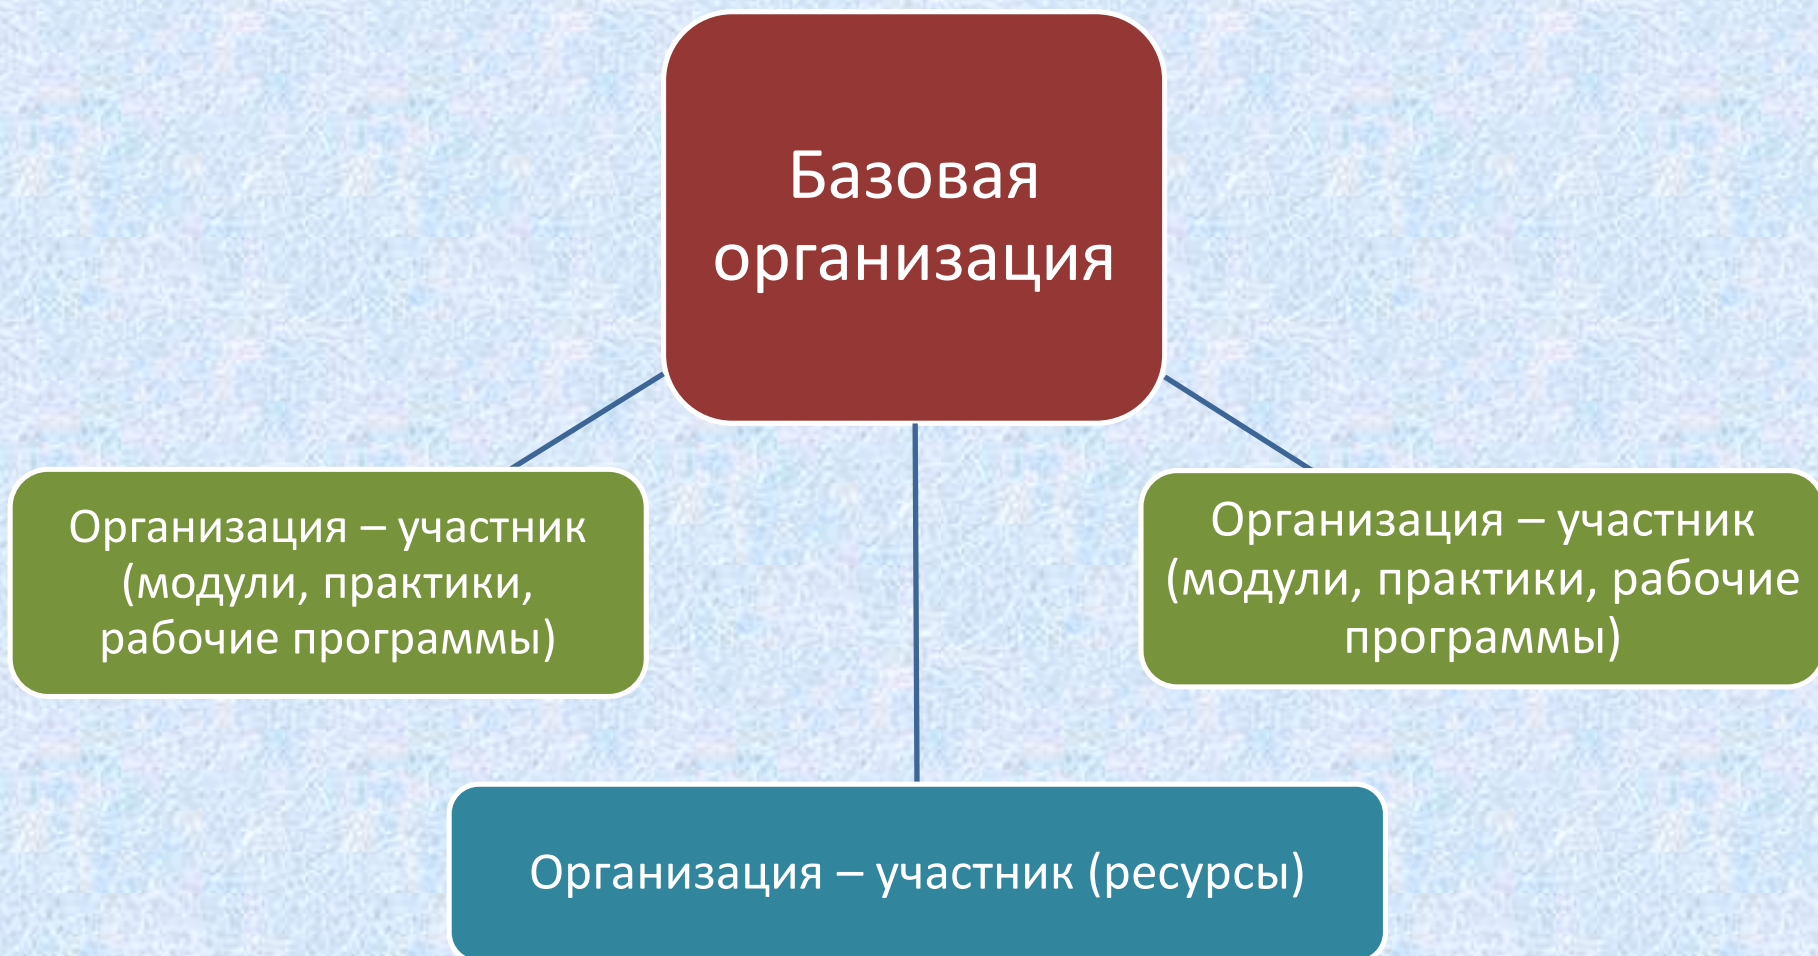 Базовая
организация
Организация – участник
(модули, практики,
рабочие программы)
Организация – участник
(модули, практики, рабочие
программы)
Организация – участник (ресурсы)